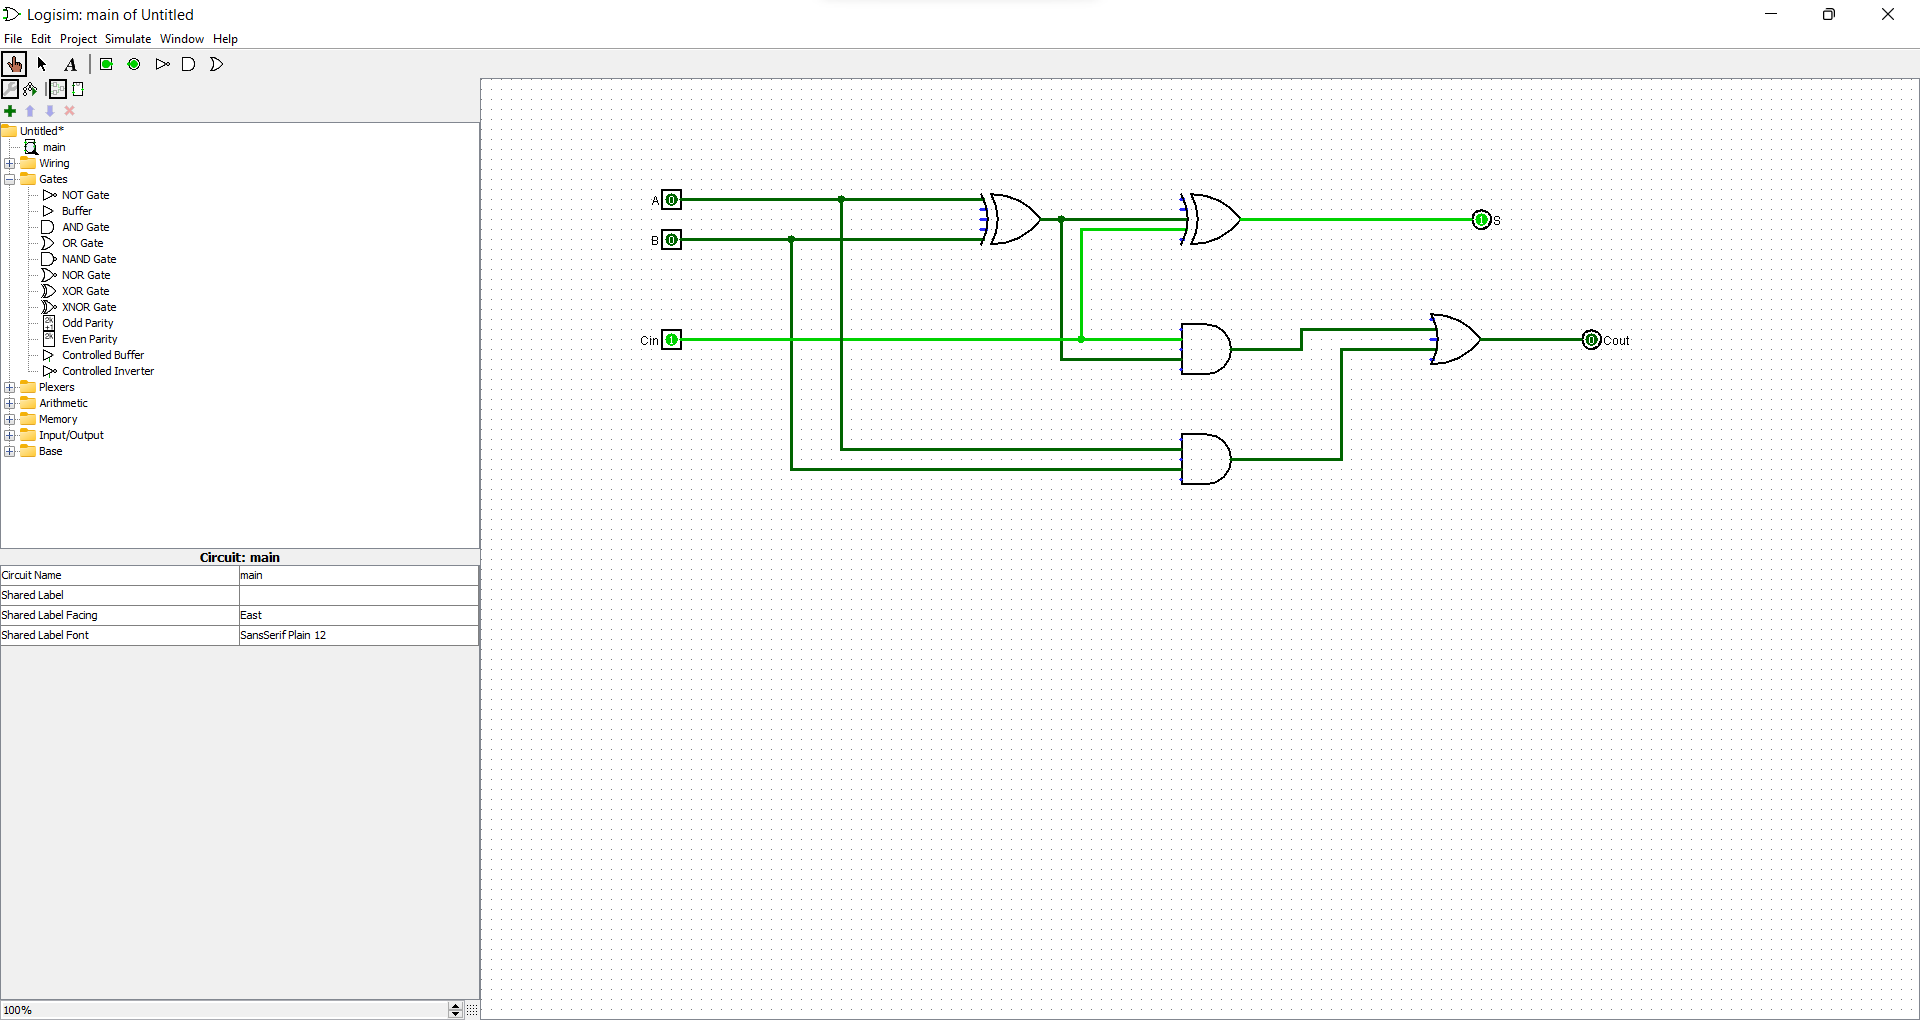 Logisim: main of Untitled
File Edit Project Simulate Window Help
A
Untitled*
main
Wiring
Gates
NOT Gate
Buffer
AND Gate
OR Gate
NAND Gate
NOR Gate
XOR Gate
XNOR Gate
2k+1 Odd Parity
2k Even Parity
Controlled Buffer
Controlled Inverter
Plexers
Arithmetic
Memory
Input/Output
Base
Circuit: main
Circuit Name main
Shared Label
Shared Label Facing East
Shared Label Font SansSerif Plain 12
100%
A 0
1 S
B 0
Cin 1
0 Cout